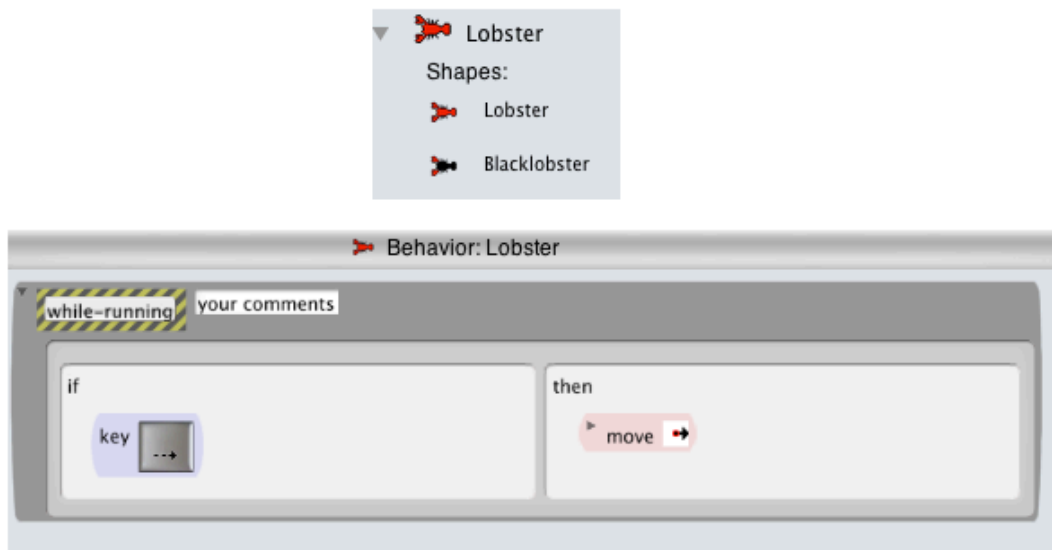 Lobster
Shapes:
Lobster
Blacklobster
Behavior: Lobster
while-running your comments
if then
key move